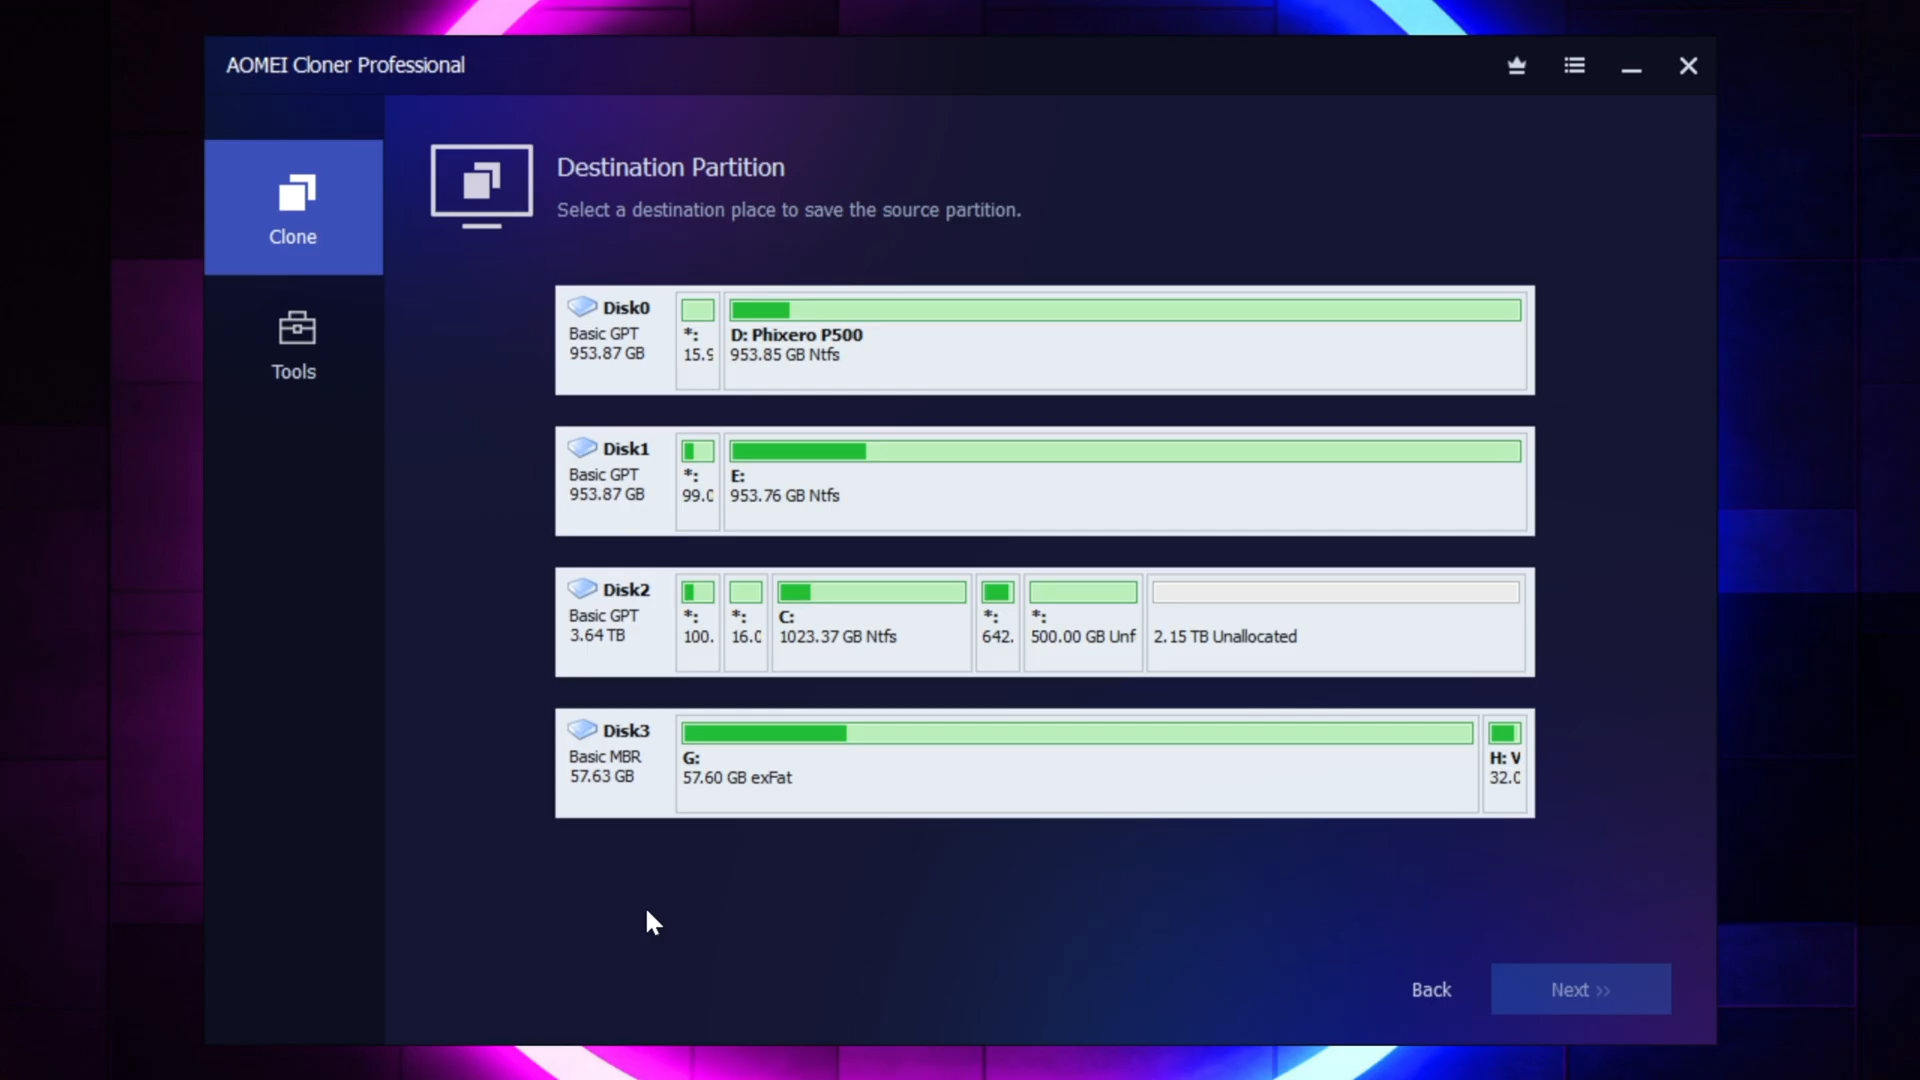 AOMEI Cloner Professional
Clone
Tools
Destination Partition
Select a destination place to save the source partition.
Disk0
Basic GPT
953.87 GB
*:
15.9
D: Phixero P500
953.85 GB Ntfs
Disk1
Basic GPT
953.87 GB
*:
99.0
E:
953.76 GB Ntfs
Disk2
Basic GPT
3.64 TB
*:
100.
*:
16.0
C:
1023.37 GB Ntfs
*:
642.
*:
500.00 GB Unf
2.15 TB Unallocated
Disk3
Basic MBR
57.63 GB
G:
57.60 GB exFat
H: V
32.0
Back
Next >>